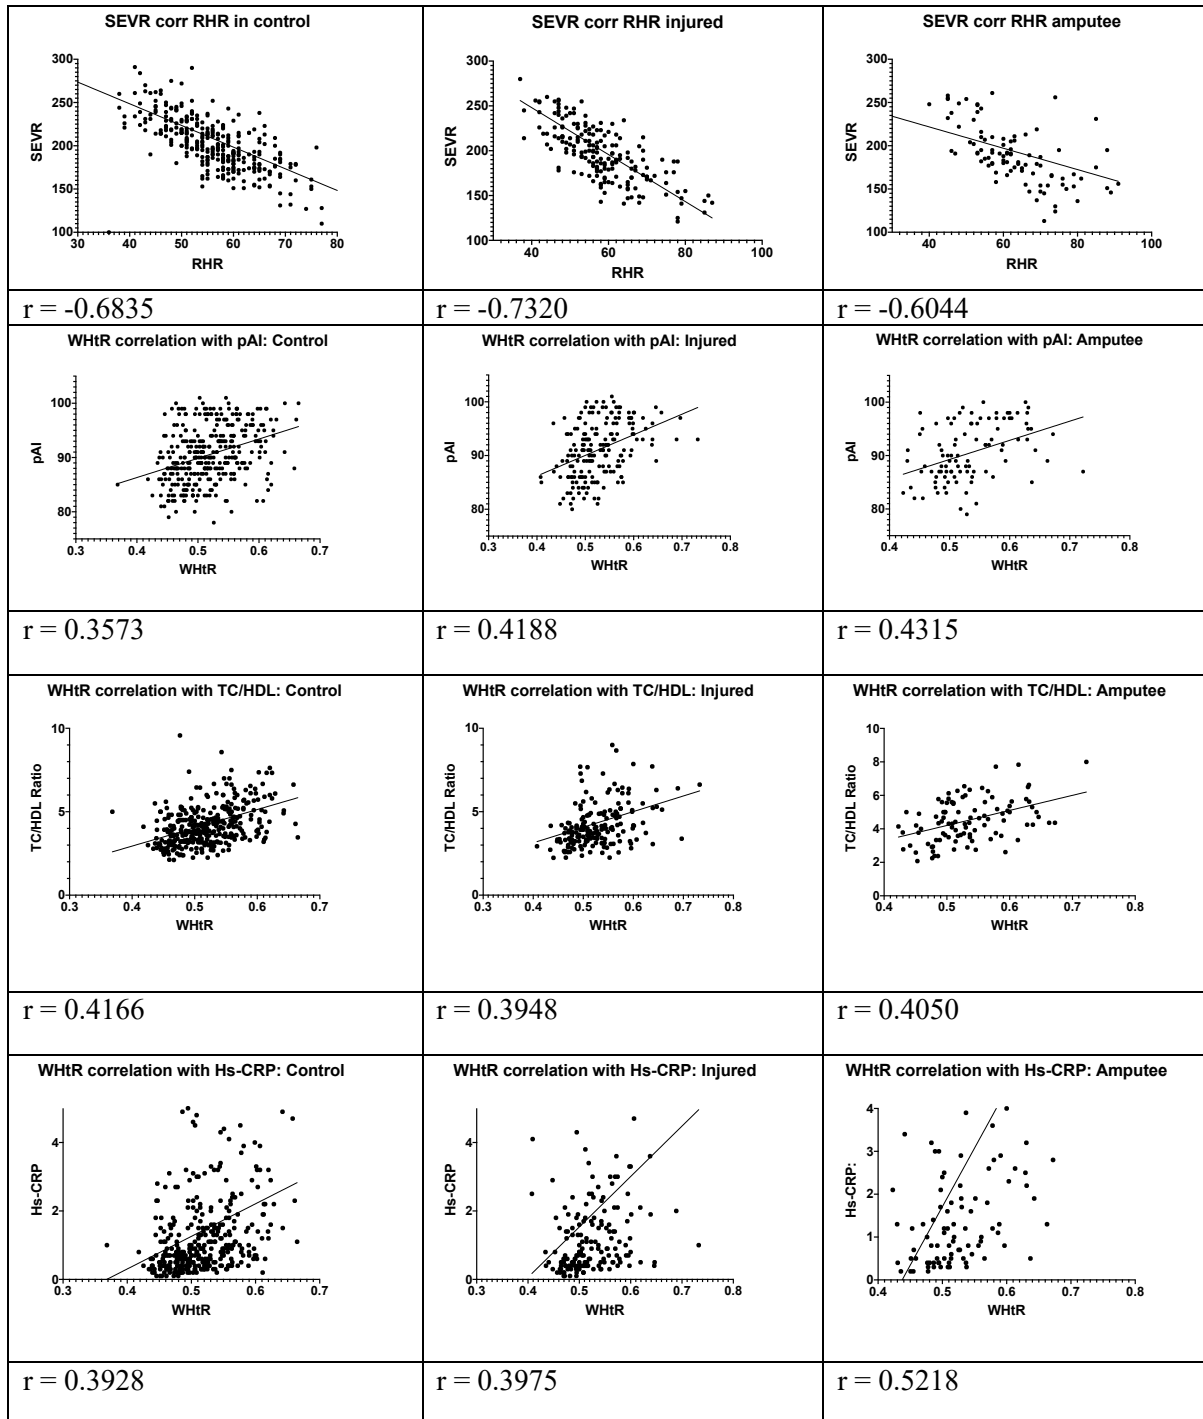 SEVR corr RHR in control
300
250
200
150
100
SEVR
30 40 50 60 70 80
RHR
r = -0.6835
SEVR corr RHR injured
300
250
200
150
100
SEVR
40 60 80 100
RHR
r = -0.7320
SEVR corr RHR amputee
300
250
200
150
100
SEVR
40 60 80 100
RHR
r = -0.6044
WHtR correlation with pAI: Control
100
90
80
pAI
0.3 0.4 0.5 0.6 0.7
WHtR
r = 0.3573
WHtR correlation with pAI: Injured
100
90
80
pAI
0.3 0.4 0.5 0.6 0.7 0.8
WHtR
r = 0.4188
WHtR correlation with pAI: Amputee
100
90
80
pAI
0.4 0.5 0.6 0.7 0.8
WHtR
r = 0.4315
WHtR correlation with TC/HDL: Control
10
5
0
TC/HDL Ratio
0.3 0.4 0.5 0.6 0.7
WHtR
r = 0.4166
WHtR correlation with TC/HDL: Injured
10
5
0
TC/HDL Ratio
0.3 0.4 0.5 0.6 0.7 0.8
WHtR
r = 0.3948
WHtR correlation with TC/HDL: Amputee
10
8
6
4
2
0
TC/HDL Ratio
0.4 0.5 0.6 0.7 0.8
WHtR
r = 0.4050
WHtR correlation with Hs-CRP: Control
4
2
0
Hs-CRP
0.3 0.4 0.5 0.6 0.7
WHtR
r = 0.3928
WHtR correlation with Hs-CRP: Injured
4
2
0
Hs-CRP
0.3 0.4 0.5 0.6 0.7 0.8
WHtR
r = 0.3975
WHtR correlation with Hs-CRP: Amputee
4
3
2
1
0
Hs-CRP:
0.4 0.5 0.6 0.7 0.8
WHtR
r = 0.5218